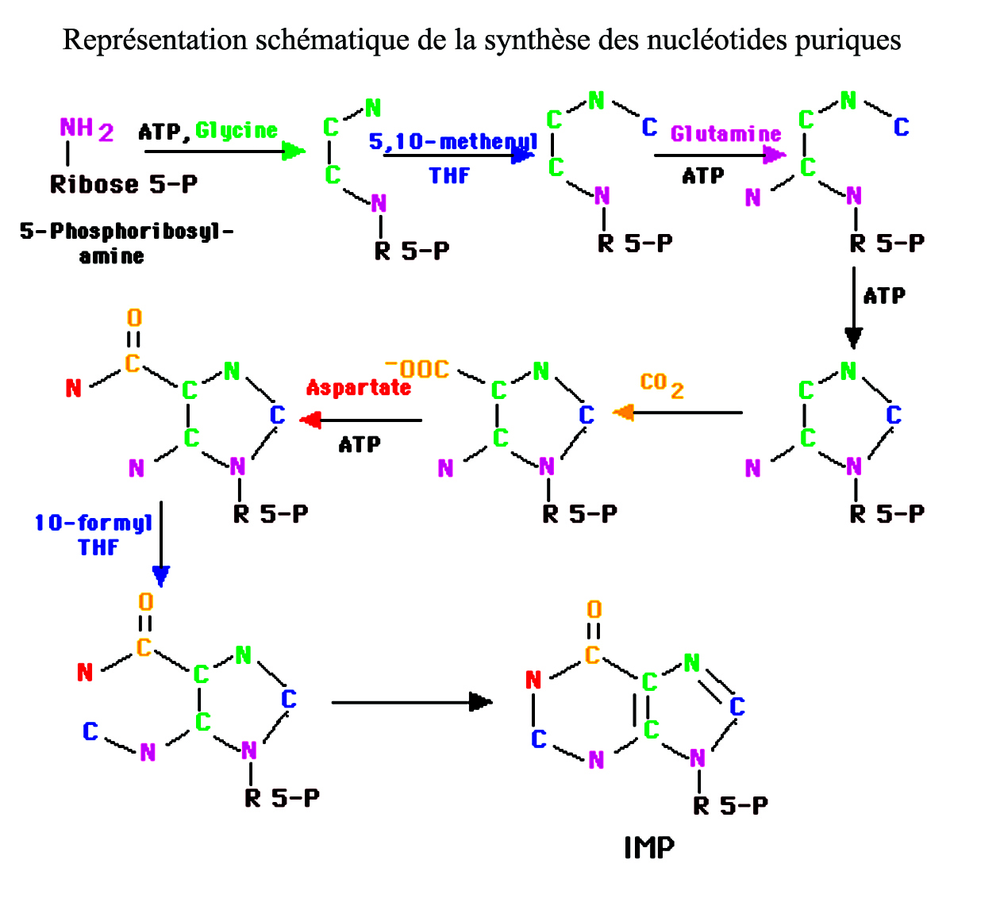 Représentation schématique de la synthèse des nucléotides puriques
NH2
Ribose 5-P
5-Phosphoribosyl-
amine
ATP, Glycine
N
C
C
N
R 5-P
5,10-methenyl
THF
N
C
C
C
N
R 5-P
Glutamine
ATP
N
C
C
C
N
N
R 5-P
ATP
N
C
C
C
N
N
R 5-P
CO2
-OOC
N
C
C
C
N
N
R 5-P
Aspartate
ATP
O
C
N
N
C
C
C
N
N
R 5-P
10-formyl
THF
O
C
N
N
C
C
C
C
N
N
R 5-P
O
C
N
N
C
C
C
C
N
N
R 5-P
IMP